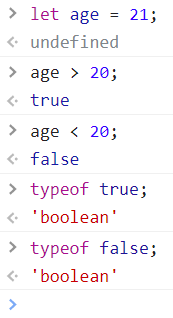 > let age = 21;
< undefined
> age > 20;
< true
> age < 20;
< false
> typeof true;
< 'boolean'
> typeof false;
< 'boolean'
>